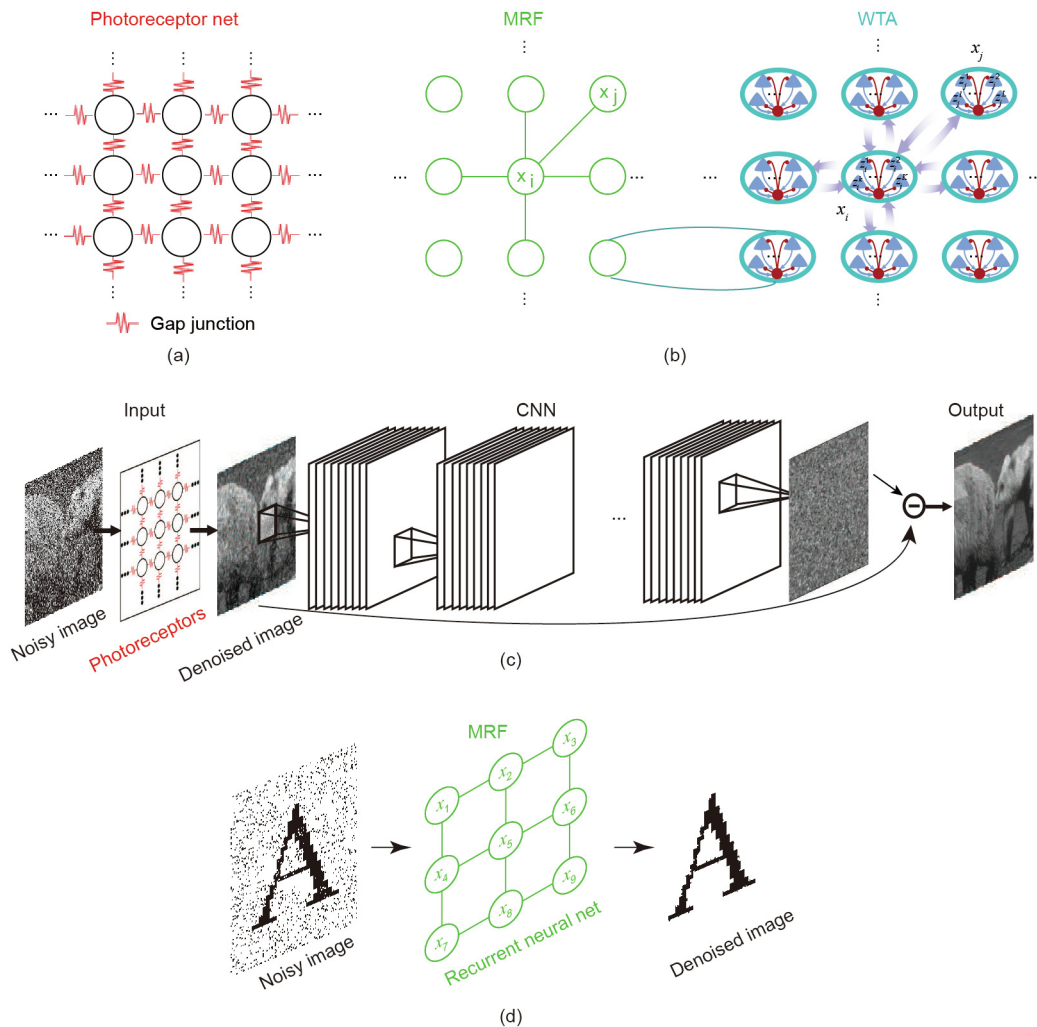 Photoreceptor net
MRF
WTA
x_j
x_j
x_i
x_i
Gap junction
(a)
(b)
Input
CNN
Output
Noisy image
Photoreceptors
Denoised image
(c)
MRF
x_1
x_2
x_3
x_4
x_5
x_6
x_7
x_8
x_9
Noisy image
A
Recurrent neural net
A
Denoised image
(d)